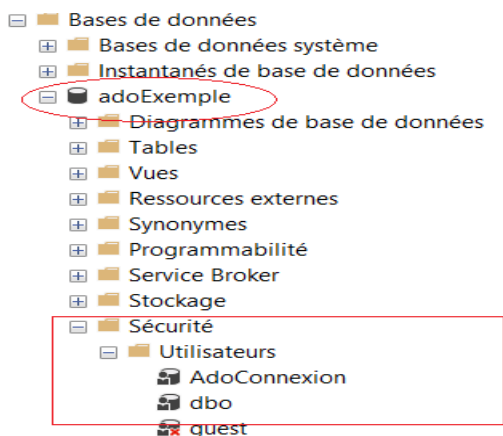 Bases de données
Bases de données système
Instantanés de base de données
adoExemple
Diagrammes de base de données
Tables
Vues
Ressources externes
Synonymes
Programmabilité
Service Broker
Stockage
Sécurité
Utilisateurs
AdoConnexion
dbo
guest